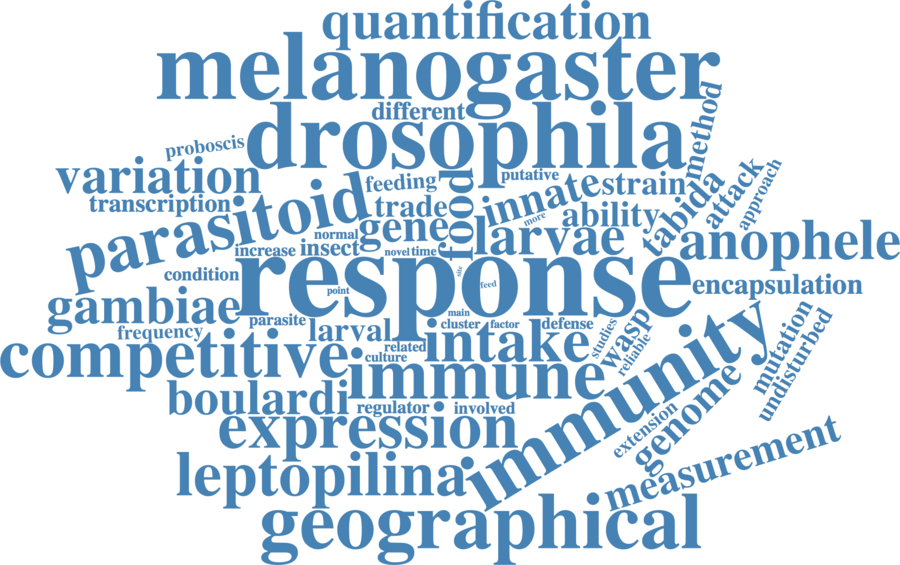 quantification
melanogaster
different
drosophila
method
proboscis
variation
transcription
parasitoid
feeding
food
putative
innate
strain
tabida
attack
approach
trade
ability
more
gene
larvae
anophele
normal
increase
insect
novel
time
response
site
feed
point
condition
encapsulation
gambiae
frequency
parasite
larval
main
cluster
factor
defense
studies
wasp
reliable
mutation
undisturbed
competitive
related
culture
intake
immune
immunity
boulardi
regulator
involved
expression
extension
genome
leptopilina
measurement
geographical